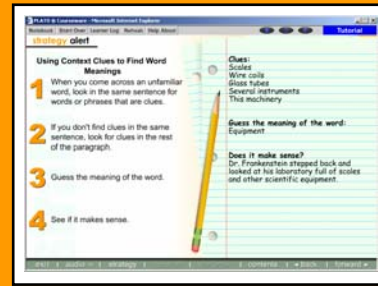 PLATO ® Courseware - Microsoft Internet Explorer
Notebook Start Over Learner Log Refresh Help About
Tutorial
strategy alert
Using Context Clues to Find Word
Meanings
1 When you come across an unfamiliar
word, look in the same sentence for
words or phrases that are clues.
2 If you don't find clues in the same
sentence, look for clues in the rest
of the paragraph.
3 Guess the meaning of the word.
4 See if it makes sense.
Clues:
Scales
Wire coils
Glass tubes
Several instruments
This machinery
Guess the meaning of the word:
Equipment
Does it make sense?
Dr. Frankenstein stepped back and
looked at his laboratory full of scales
and other scientific equipment.
exit audio strategy contents back forward